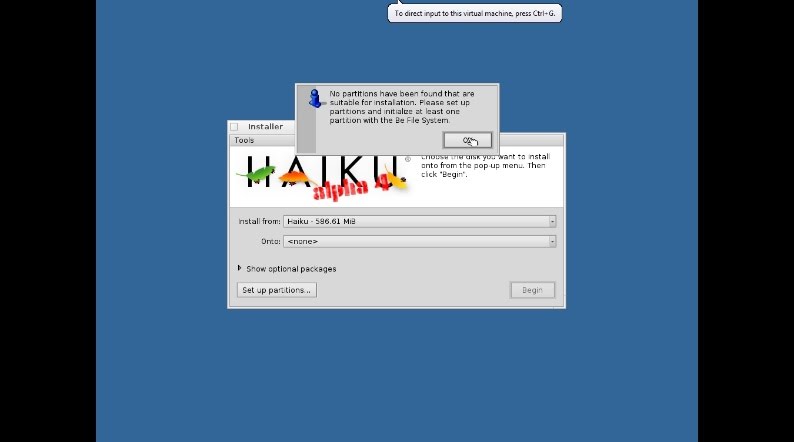 To direct input to this virtual machine, press Ctrl+G.
No partitions have been found that are
suitable for installation. Please set up
partitions and initialize at least one
partition with the Be File System.
OK
Installer
Tools
HAIKU
alpha 4
®
Choose the disk you want to install
onto from the pop-up menu. Then
click "Begin".
Install from: Haiku - 586.61 MiB
Onto: <none>
Show optional packages
Set up partitions...
Begin